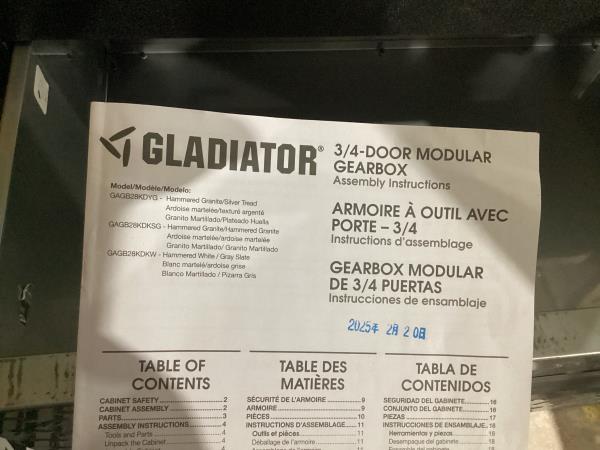 GLADIATOR®
3/4-DOOR MODULAR
GEARBOX
Assembly Instructions
Model/Modèle/Modelo:
GAGB28KDYG - Hammered Granite/Silver Tread
Ardoise martelée/texturé argenté
Granito Martillado/Plateado Huella
GAGB28KDKSG - Hammered Granite/Hammered Granite
Ardoise martelée/ardoise martelée
Granito Martillado/ Granito Martillado
GAGB28KDKW - Hammered White / Gray Slate
Blanc martelé/ardoise grise
Blanco Martillado / Pizarra Gris
ARMOIRE À OUTIL AVEC
PORTE – 3/4
Instructions d'assemblage
GEARBOX MODULAR
DE 3/4 PUERTAS
Instrucciones de ensamblaje
2025年 2月 20日
TABLE OF
CONTENTS
CABINET SAFETY 2
CABINET ASSEMBLY 2
PARTS 3
ASSEMBLY INSTRUCTIONS 4
Tools and Parts 4
Unpack the Cabinet 4
TABLE DES
MATIÈRES
SÉCURITÉ DE L'ARMOIRE 9
ARMOIRE 9
PIÈCES 10
INSTRUCTIONS D'ASSEMBLAGE 11
Outils et pièces 11
Déballage de l'armoire 11
TABLA DE
CONTENIDOS
SEGURIDAD DEL GABINETE 16
CONJUNTO DEL GABINETE 16
PIEZAS 17
INSTRUCCIONES DE ENSAMBLAJE 18
Herramientas y piezas 18
Desempaque del gabinete 18